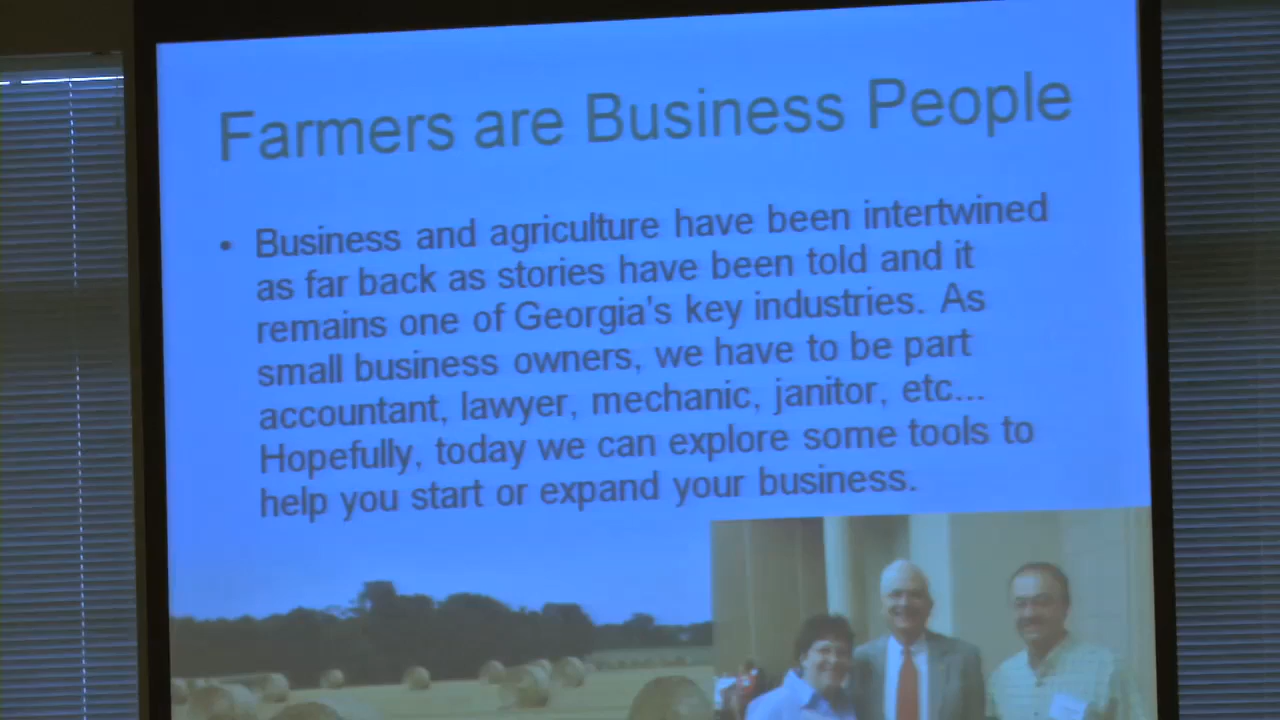 Farmers are Business People
• Business and agriculture have been intertwined
as far back as stories have been told and it
remains one of Georgia's key industries. As
small business owners, we have to be part
accountant, lawyer, mechanic, janitor, etc...
Hopefully, today we can explore some tools to
help you start or expand your business.